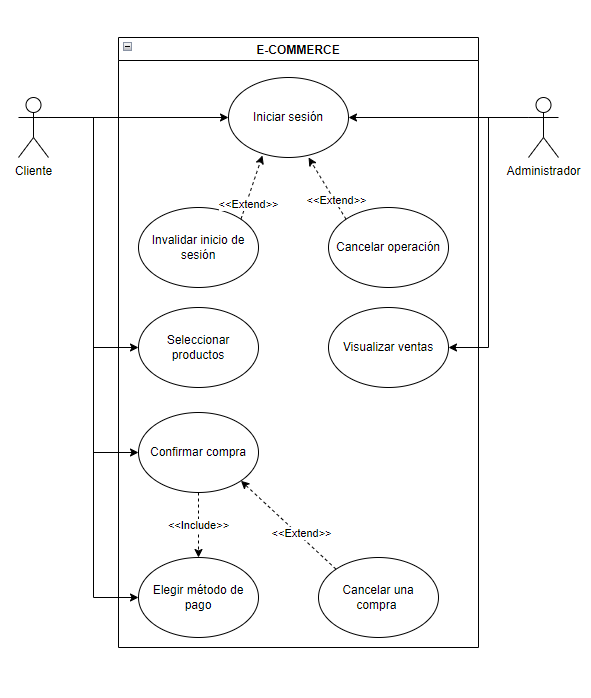 E-COMMERCE
Iniciar sesión
Cliente
Administrador
<<Extend>>
<<Extend>>
Invalidar inicio de
sesión
Cancelar operación
Seleccionar
productos
Visualizar ventas
Confirmar compra
<<Include>>
<<Extend>>
Elegir método de
pago
Cancelar una
compra